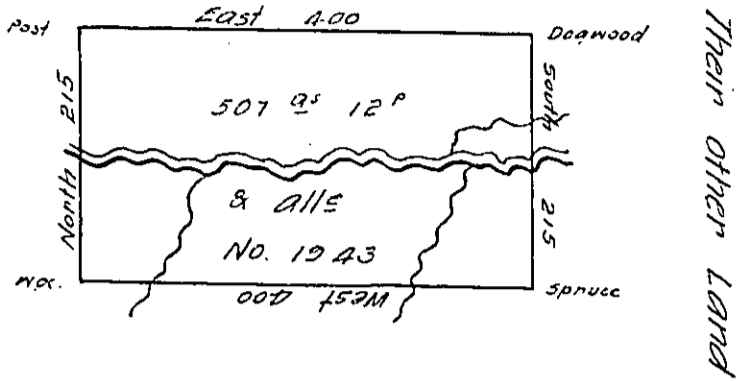 East 400
Post
Dogwood
North 215
507 as 12 P
South 215
& alls
No. 1943
W.O.
West 400
Spruce
Their other Land